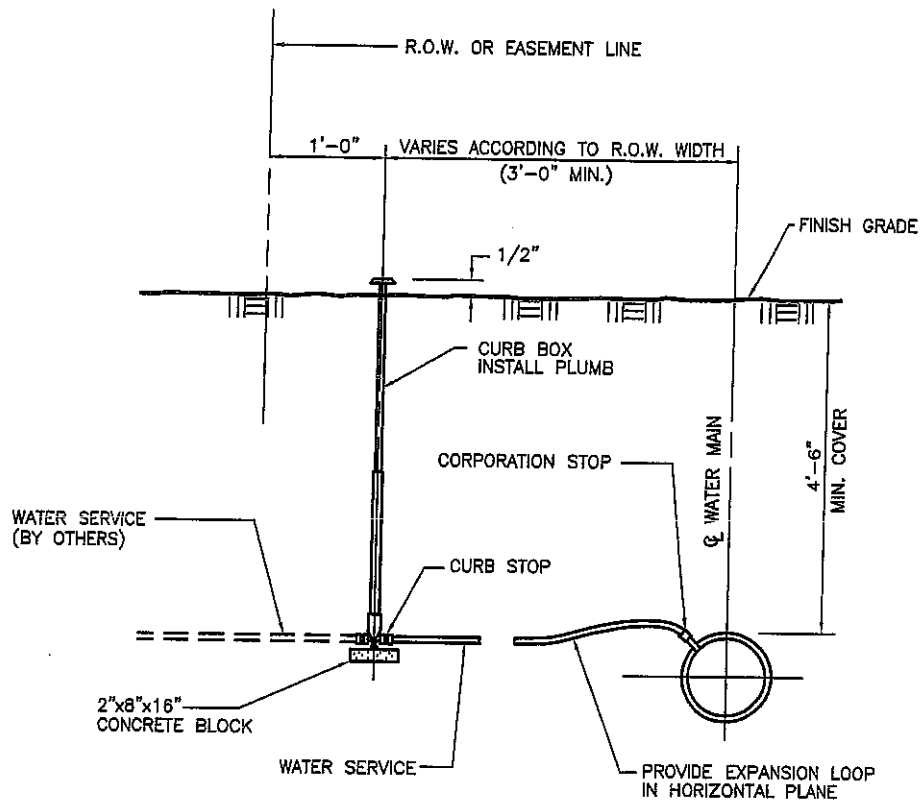 R.O.W. OR EASEMENT LINE
1'-0"
VARIES ACCORDING TO R.O.W. WIDTH
(3'-0" MIN.)
FINISH GRADE
1/2"
CURB BOX
INSTALL PLUMB
CORPORATION STOP
℄ WATER MAIN
4'-6"
MIN. COVER
WATER SERVICE
(BY OTHERS)
CURB STOP
2"x8"x16"
CONCRETE BLOCK
WATER SERVICE
PROVIDE EXPANSION LOOP
IN HORIZONTAL PLANE